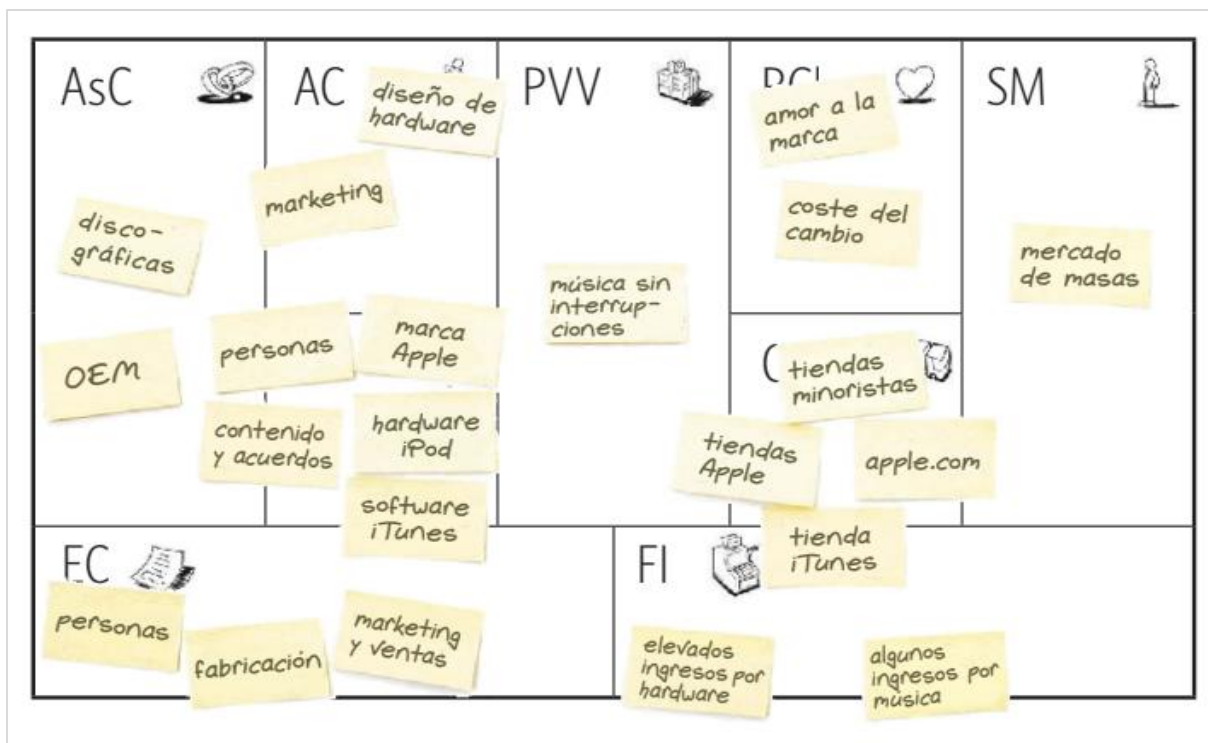 AsC
AC
PVV
SM
diseño de
hardware
marketing
disco-
gráficas
OEM
personas
marca
Apple
contenido
y acuerdos
hardware
iPod
software
iTunes
música sin
interrup-
ciones
amor a la
marca
coste del
cambio
mercado
de masas
tiendas
minoristas
tiendas
Apple
apple.com
tienda
iTunes
EC
personas
fabricación
marketing
y ventas
FI
elevados
ingresos por
hardware
algunos
ingresos por
música